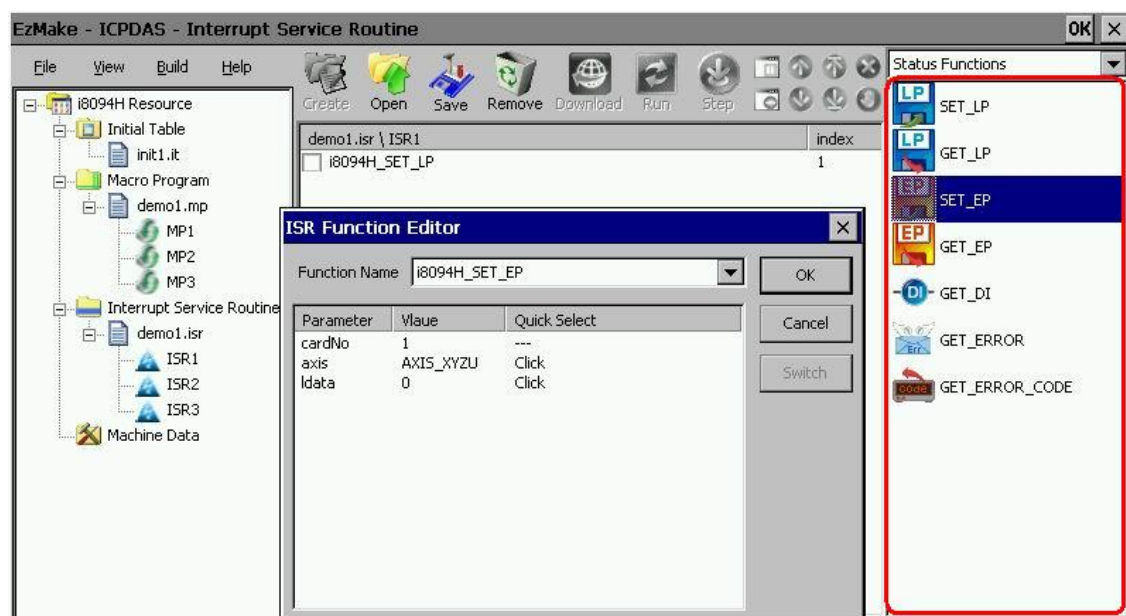 EzMake - ICPDAS - Interrupt Service Routine
OK
File View Build Help
Create Open Save Remove Download Run Step
Status Functions
i8094H Resource
Initial Table
init1.it
Macro Program
demo1.mp
MP1
MP2
MP3
Interrupt Service Routine
demo1.isr
ISR1
ISR2
ISR3
Machine Data
demo1.isr \ ISR1 index
i8094H_SET_LP 1
ISR Function Editor
Function Name i8094H_SET_EP
OK
Cancel
Switch
Parameter Vlaue Quick Select
cardNo 1 ---
axis AXIS_XYZU Click
ldata 0 Click
LP SET_LP
LP GET_LP
EP SET_EP
EP GET_EP
DI GET_DI
Err GET_ERROR
code GET_ERROR_CODE